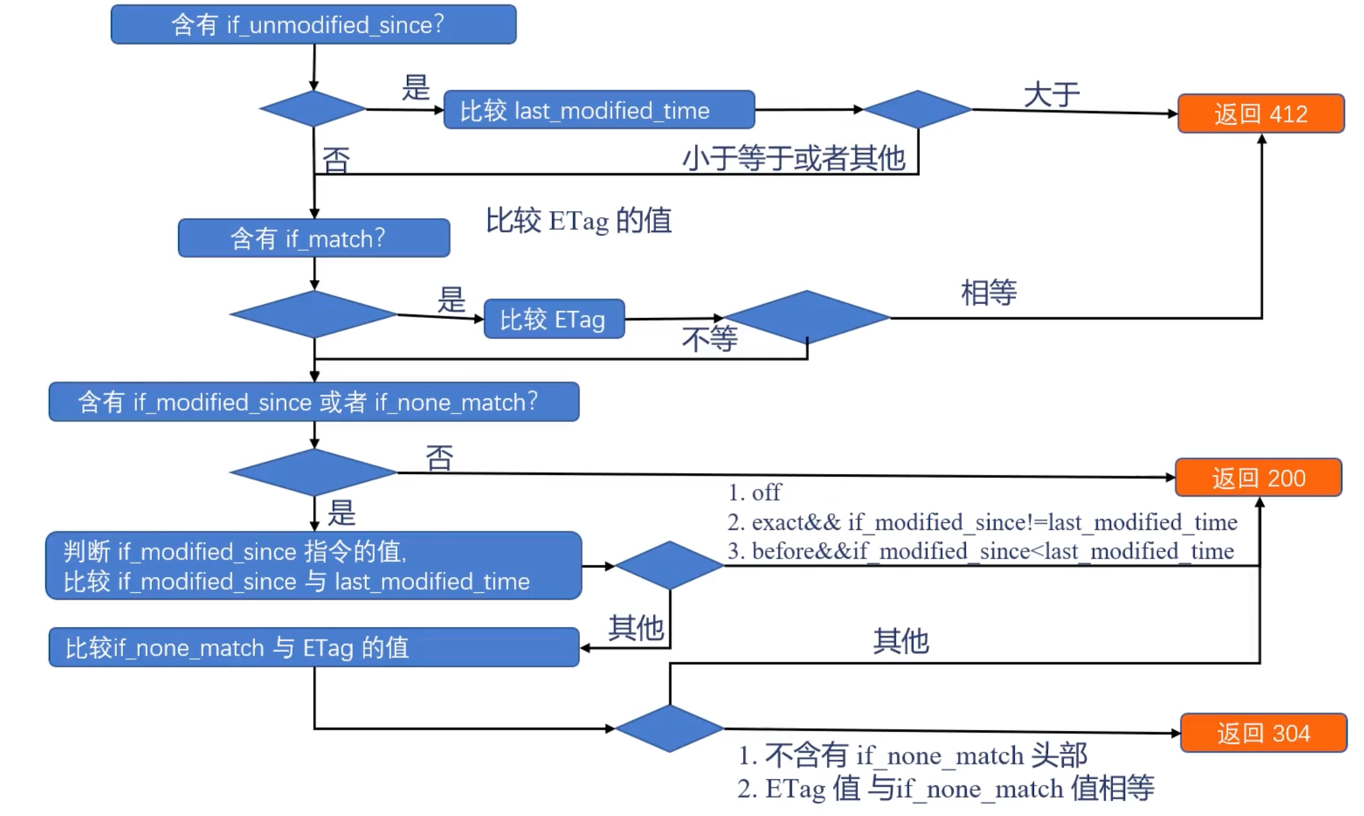 含有 if_unmodified_since?
是
比较 last_modified_time
大于
返回 412
否
小于等于或者其他
比较 ETag 的值
含有 if_match?
是
比较 ETag
相等
不等
含有 if_modified_since 或者 if_none_match?
否
返回 200
是
1. off
2. exact&& if_modified_since!=last_modified_time
3. before&&if_modified_since<last_modified_time
判断 if_modified_since 指令的值,
比较 if_modified_since 与 last_modified_time
其他
比较if_none_match 与 ETag 的值
其他
返回 304
1. 不含有 if_none_match 头部
2. ETag 值 与if_none_match 值相等